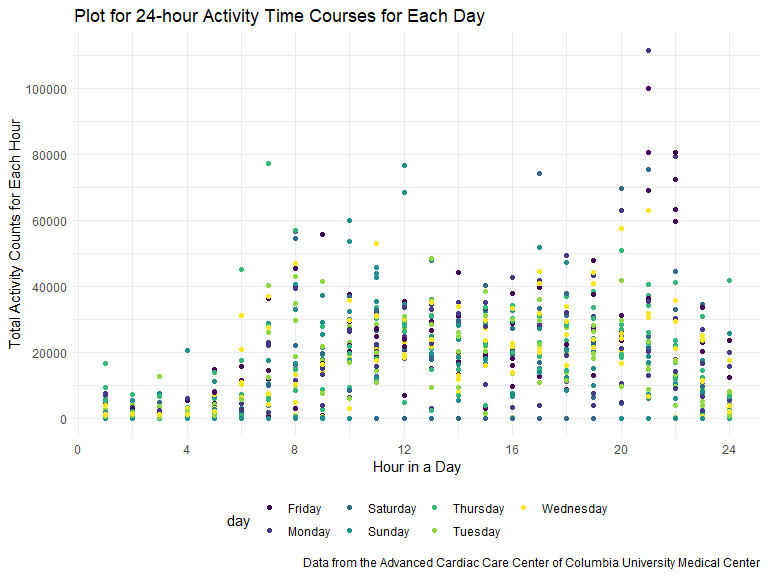 Plot for 24-hour Activity Time Courses for Each Day
Total Activity Counts for Each Hour
100000
80000
60000
40000
20000
0
0 4 8 12 16 20 24
Hour in a Day
day
Friday Saturday Thursday Wednesday
Monday Sunday Tuesday
Data from the Advanced Cardiac Care Center of Columbia University Medical Center